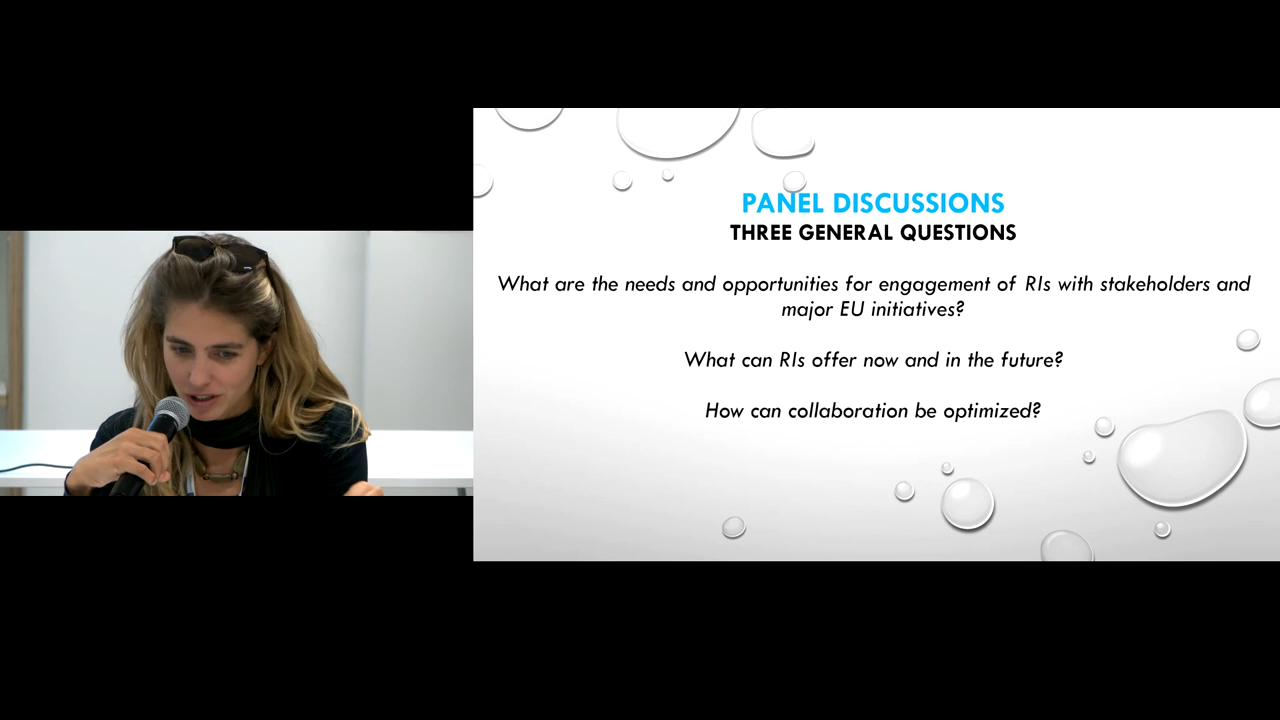 PANEL DISCUSSIONS
THREE GENERAL QUESTIONS
What are the needs and opportunities for engagement of RIs with stakeholders and
major EU initiatives?
What can RIs offer now and in the future?
How can collaboration be optimized?